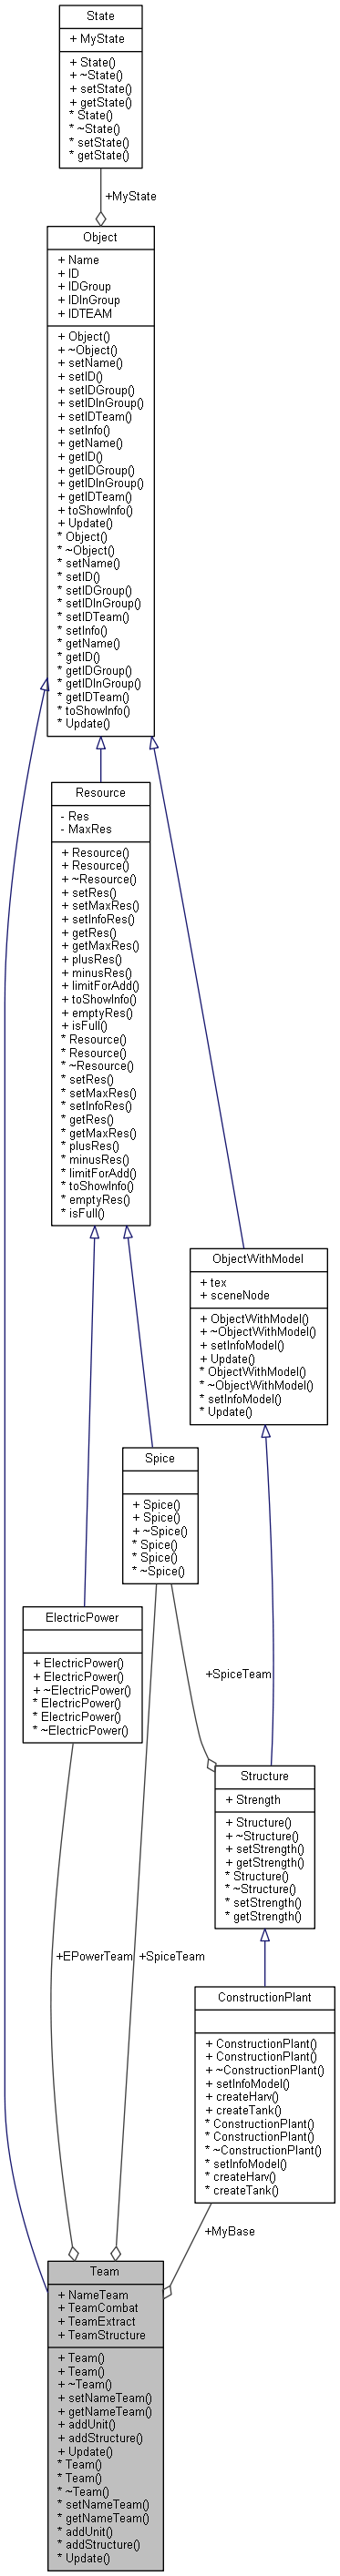 State
+ MyState
+ State()
+ ~State()
+ setState()
+ getState()
* State()
* ~State()
* setState()
* getState()
+MyState
Object
+ Name
+ ID
+ IDGroup
+ IDInGroup
+ IDTEAM
+ Object()
+ ~Object()
+ setName()
+ setID()
+ setIDGroup()
+ setIDInGroup()
+ setIDTeam()
+ setInfo()
+ getName()
+ getID()
+ getIDGroup()
+ getIDInGroup()
+ getIDTeam()
+ toShowInfo()
+ Update()
* Object()
* ~Object()
* setName()
* setID()
* setIDGroup()
* setIDInGroup()
* setIDTeam()
* setInfo()
* getName()
* getID()
* getIDGroup()
* getIDInGroup()
* getIDTeam()
* toShowInfo()
* Update()
Resource
- Res
- MaxRes
+ Resource()
+ Resource()
+ ~Resource()
+ setRes()
+ setMaxRes()
+ setInfoRes()
+ getRes()
+ getMaxRes()
+ plusRes()
+ minusRes()
+ limitForAdd()
+ toShowInfo()
+ emptyRes()
+ isFull()
* Resource()
* Resource()
* ~Resource()
* setRes()
* setMaxRes()
* setInfoRes()
* getRes()
* getMaxRes()
* plusRes()
* minusRes()
* limitForAdd()
* toShowInfo()
* emptyRes()
* isFull()
ObjectWithModel
+ tex
+ sceneNode
+ ObjectWithModel()
+ ~ObjectWithModel()
+ setInfoModel()
+ Update()
* ObjectWithModel()
* ~ObjectWithModel()
* setInfoModel()
* Update()
Spice
+ Spice()
+ Spice()
+ ~Spice()
* Spice()
* Spice()
* ~Spice()
ElectricPower
+ ElectricPower()
+ ElectricPower()
+ ~ElectricPower()
* ElectricPower()
* ElectricPower()
* ~ElectricPower()
+SpiceTeam
Structure
+ Strength
+ Structure()
+ ~Structure()
+ setStrength()
+ getStrength()
* Structure()
* ~Structure()
* setStrength()
* getStrength()
+EPowerTeam
+SpiceTeam
ConstructionPlant
+ ConstructionPlant()
+ ConstructionPlant()
+ ~ConstructionPlant()
+ setInfoModel()
+ createHarv()
+ createTank()
* ConstructionPlant()
* ConstructionPlant()
* ~ConstructionPlant()
* setInfoModel()
* createHarv()
* createTank()
+MyBase
Team
+ NameTeam
+ TeamCombat
+ TeamExtract
+ TeamStructure
+ Team()
+ Team()
+ ~Team()
+ setNameTeam()
+ getNameTeam()
+ addUnit()
+ addStructure()
+ Update()
* Team()
* Team()
* ~Team()
* setNameTeam()
* getNameTeam()
* addUnit()
* addStructure()
* Update()